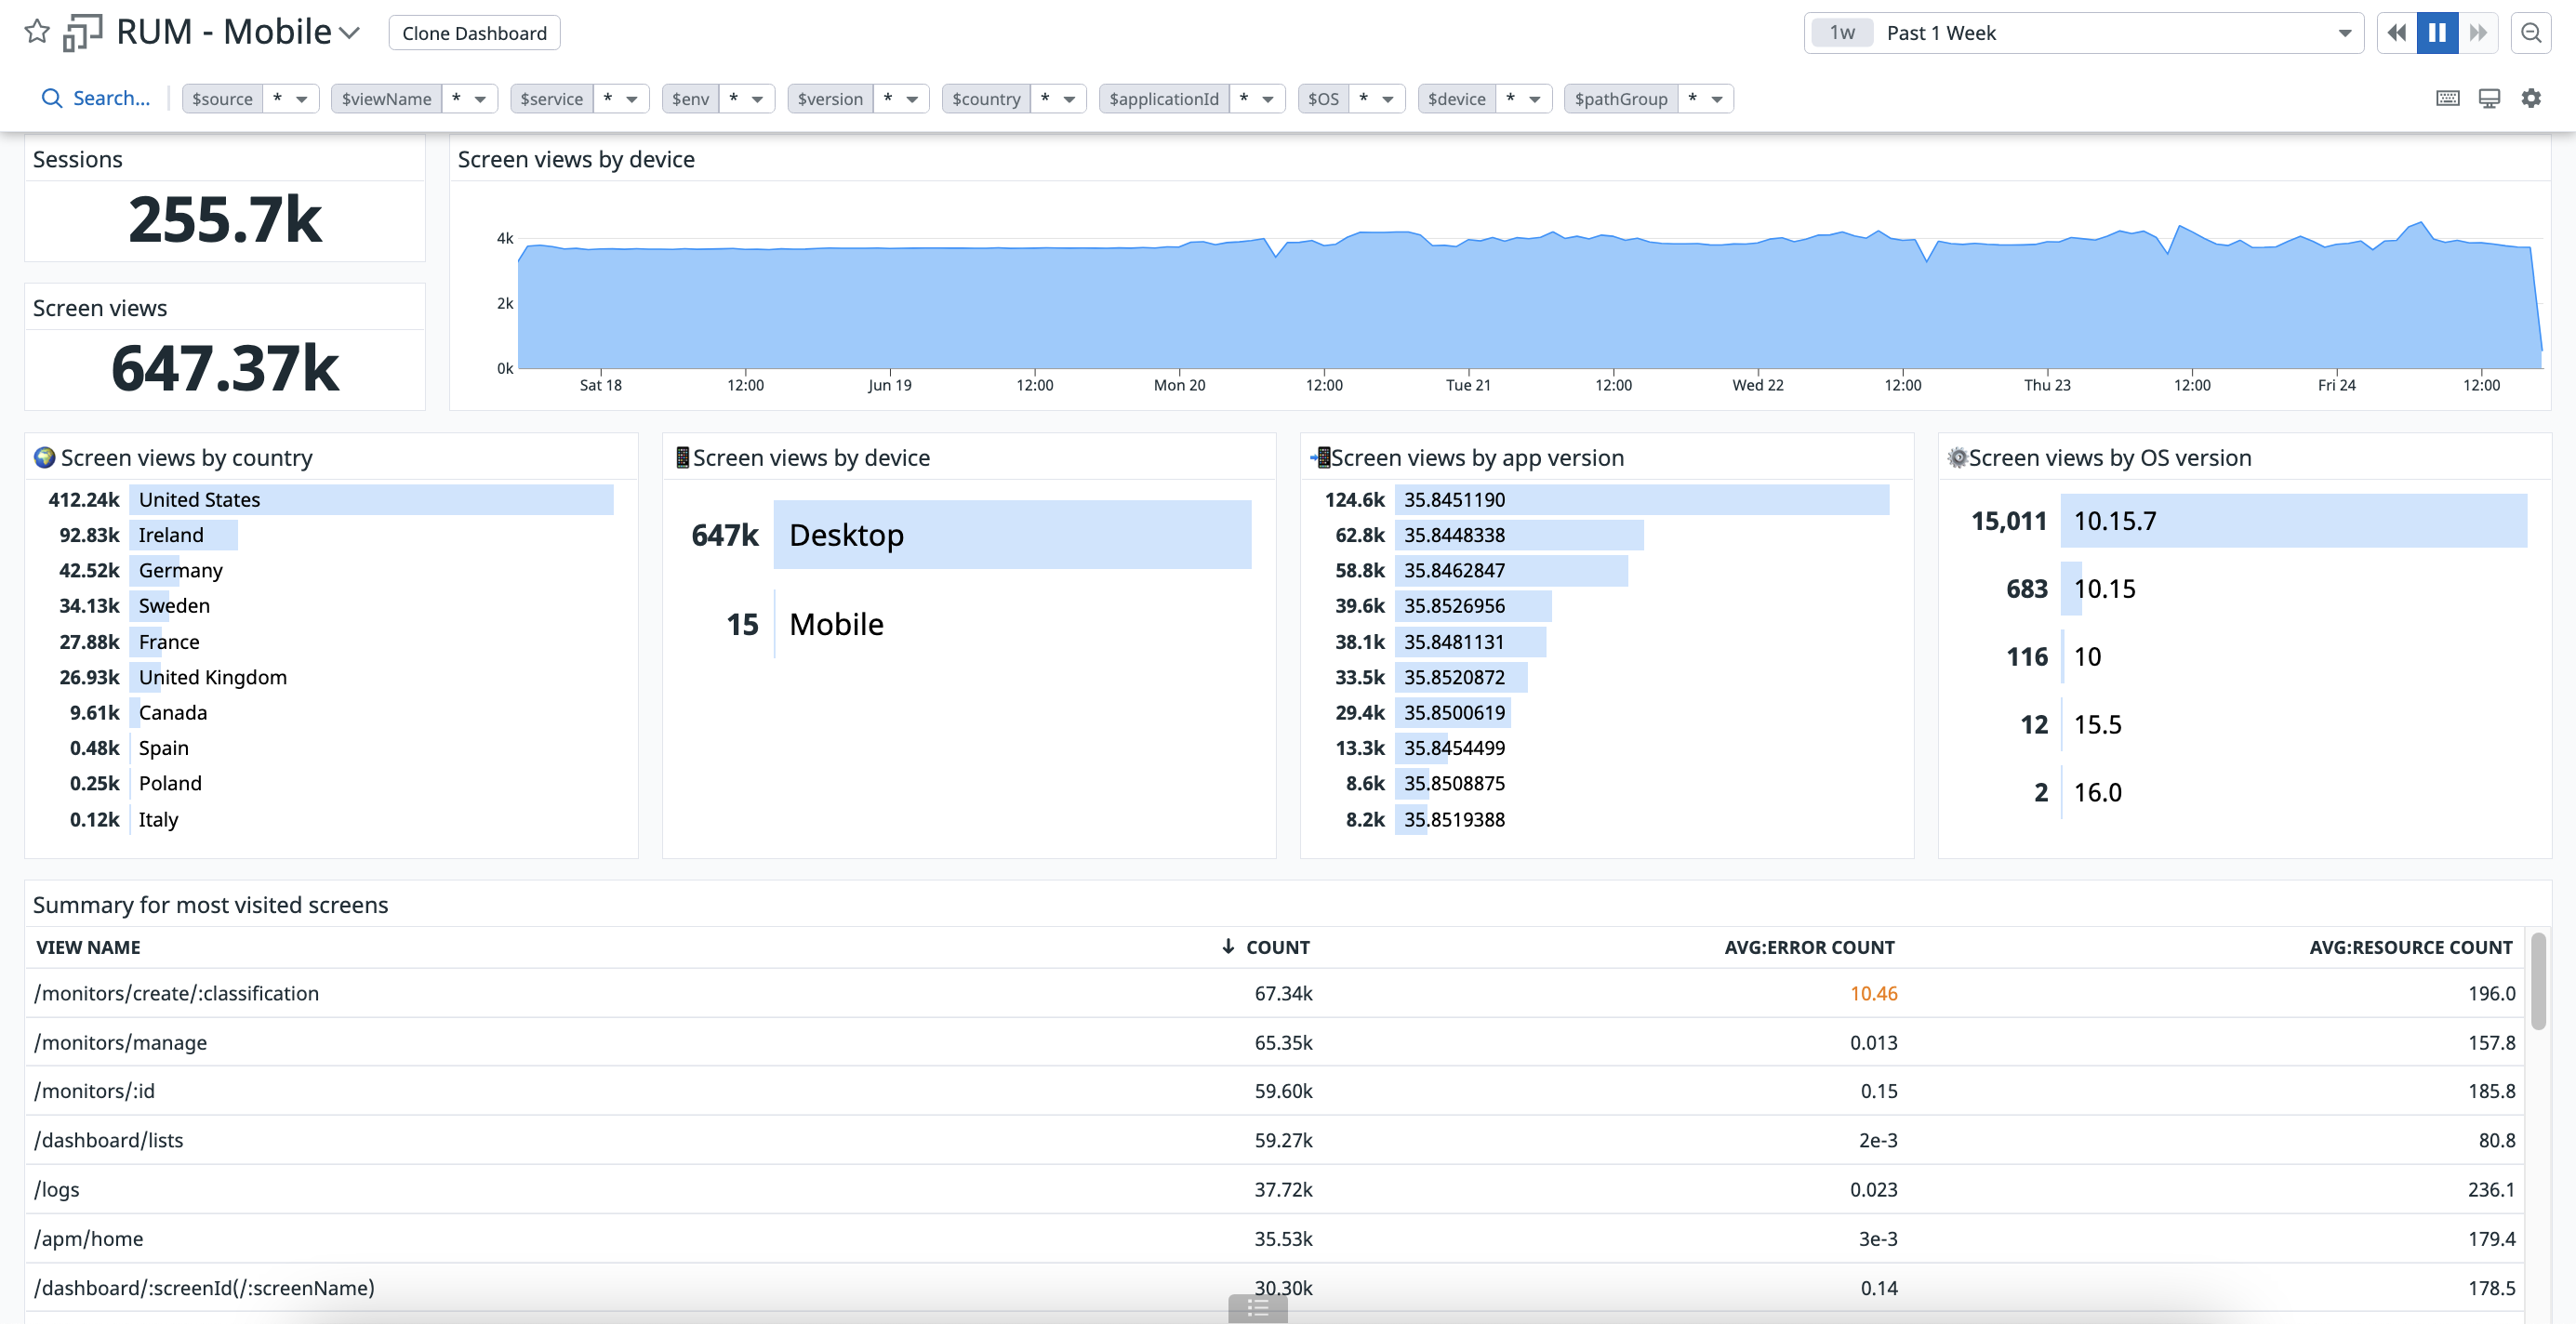 RUM - Mobile
Clone Dashboard
1w Past 1 Week
Search...
$source *
$viewName *
$service *
$env *
$version *
$country *
$applicationId *
$OS *
$device *
$pathGroup *
Sessions
255.7k
Screen views
647.37k
Screen views by device
4k
2k
0k
Sat 18 12:00 Jun 19 12:00 Mon 20 12:00 Tue 21 12:00 Wed 22 12:00 Thu 23 12:00 Fri 24 12:00
Screen views by country
412.24k United States
92.83k Ireland
42.52k Germany
34.13k Sweden
27.88k France
26.93k United Kingdom
9.61k Canada
0.48k Spain
0.25k Poland
0.12k Italy
Screen views by device
647k Desktop
15 Mobile
Screen views by app version
124.6k 35.8451190
62.8k 35.8448338
58.8k 35.8462847
39.6k 35.8526956
38.1k 35.8481131
33.5k 35.8520872
29.4k 35.8500619
13.3k 35.8454499
8.6k 35.8508875
8.2k 35.8519388
Screen views by OS version
15,011 10.15.7
683 10.15
116 10
12 15.5
2 16.0
Summary for most visited screens
VIEW NAME COUNT AVG:ERROR COUNT AVG:RESOURCE COUNT
/monitors/create/:classification 67.34k 10.46 196.0
/monitors/manage 65.35k 0.013 157.8
/monitors/:id 59.60k 0.15 185.8
/dashboard/lists 59.27k 2e-3 80.8
/logs 37.72k 0.023 236.1
/apm/home 35.53k 3e-3 179.4
/dashboard/:screenId(/:screenName) 30.30k 0.14 178.5